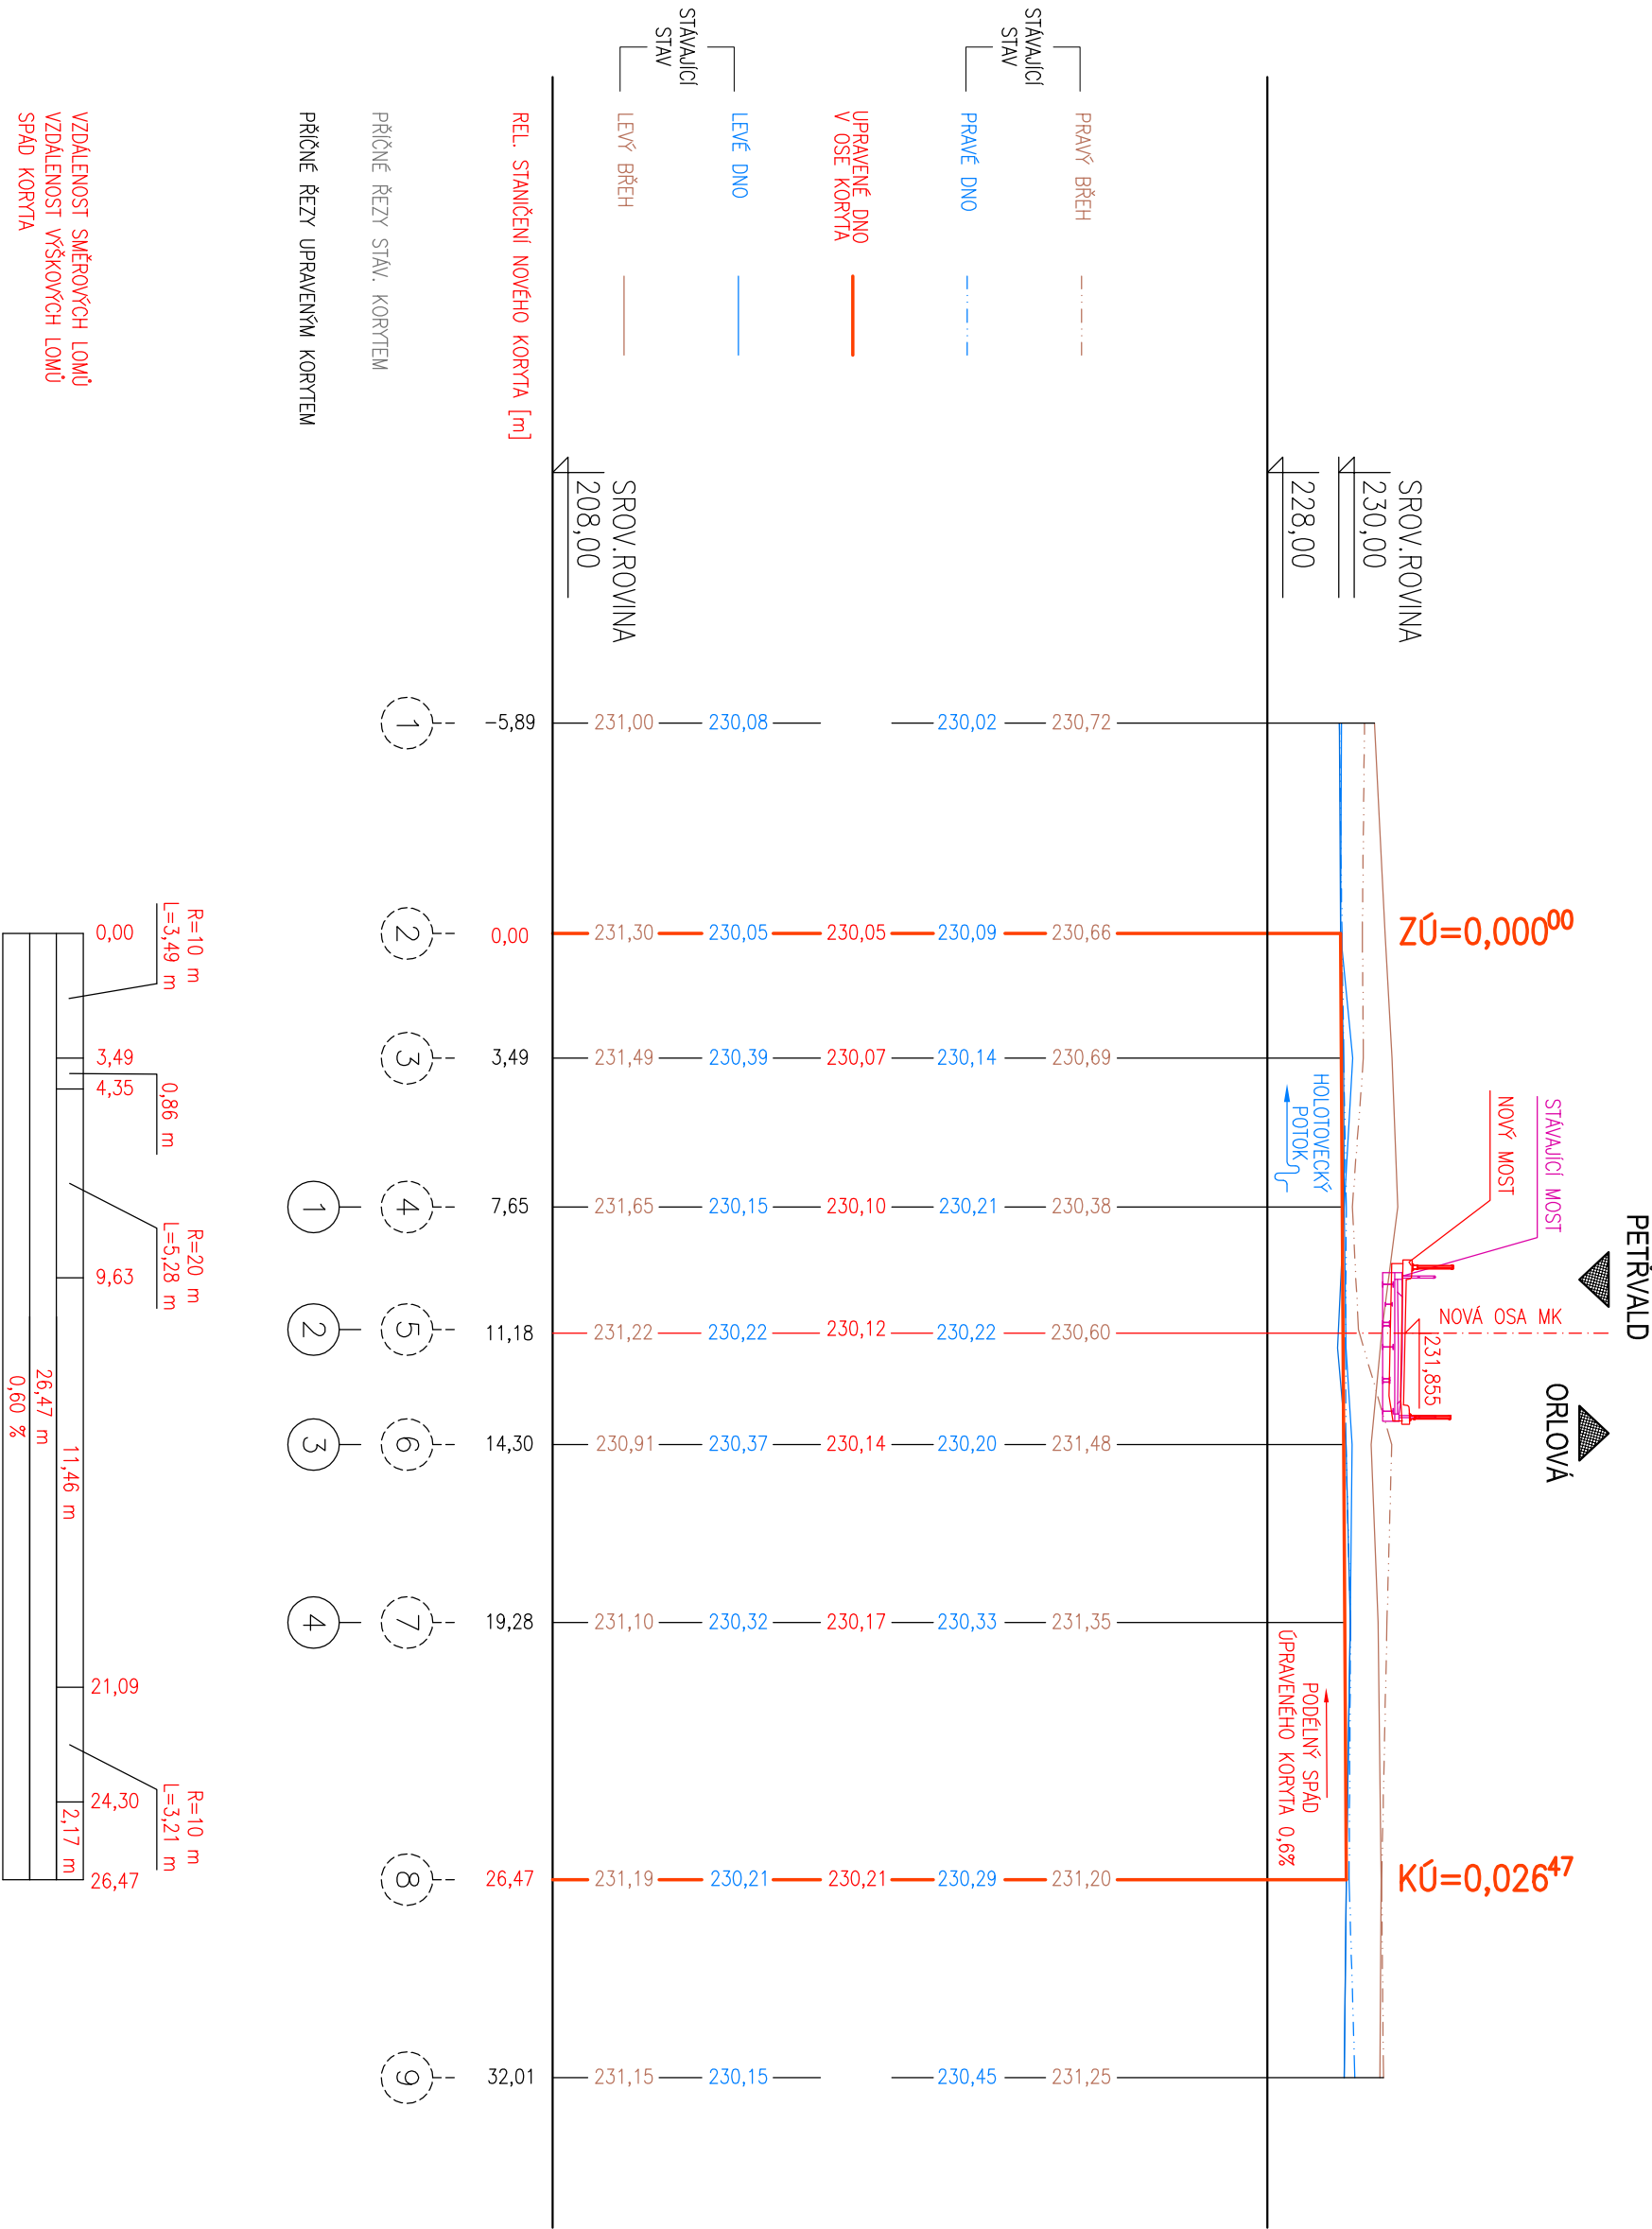 PETŘVALD
ORLOVÁ
STÁVAJÍCÍ MOST
NOVÝ MOST
NOVÁ OSA MK
231,855
ZÚ=0,000⁰⁰
KÚ=0,026⁴⁷
SROV.ROVINA
230,00
228,00
HOLOTOVECKÝ
POTOK
PODÉLNÝ SPÁD
ÚPRAVENÉHO KORYTA 0,6%
STÁVAJÍCÍ
STAV
PRAVÝ BŘEH
230,72
230,66
230,69
230,38
230,60
231,48
231,35
231,20
231,25
PRAVÉ DNO
230,02
230,09
230,14
230,21
230,22
230,20
230,33
230,29
230,45
UPRAVENÉ DNO
V OSE KORYTA
230,05
230,07
230,10
230,12
230,14
230,17
230,21
STÁVAJÍCÍ
STAV
LEVÉ DNO
230,08
230,05
230,39
230,15
230,22
230,37
230,32
230,21
230,15
LEVÝ BŘEH
231,00
231,30
231,49
231,65
231,22
230,91
231,10
231,19
231,15
SROV.ROVINA
208,00
REL. STANIČENÍ NOVÉHO KORYTA [m]
-5,89
0,00
3,49
7,65
11,18
14,30
19,28
26,47
32,01
PŘÍČNÉ ŘEZY STÁV. KORYTEM
1
2
3
4
5
6
7
8
9
PŘÍČNÉ ŘEZY UPRAVENÝM KORYTEM
1
2
3
4
R=10 m
L=3,49 m
0,86 m
R=20 m
L=5,28 m
R=10 m
L=3,21 m
0,00
3,49
4,35
9,63
21,09
24,30
26,47
VZDÁLENOST SMĚROVÝCH LOMŮ
11,46 m
2,17 m
VZDÁLENOST VÝŠKOVÝCH LOMŮ
26,47 m
SPÁD KORYTA
0,60 %